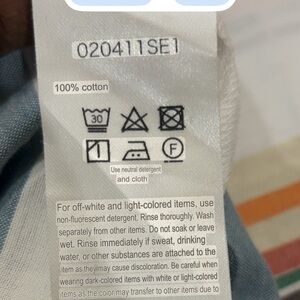 020411SE1
100% cotton
30
F
Use neutral detergent
and cloth
For off-white and light-colored items, use
non-fluorescent detergent. Rinse thoroughly. Wash
separately from other items. Do not soak or leave
wet. Rinse immediately if sweat, drinking
water, or other substances are attached to the
item as they may cause discoloration. Be careful when
wearing dark-colored items with white or light-colored
items as the color may transfer to other items due to